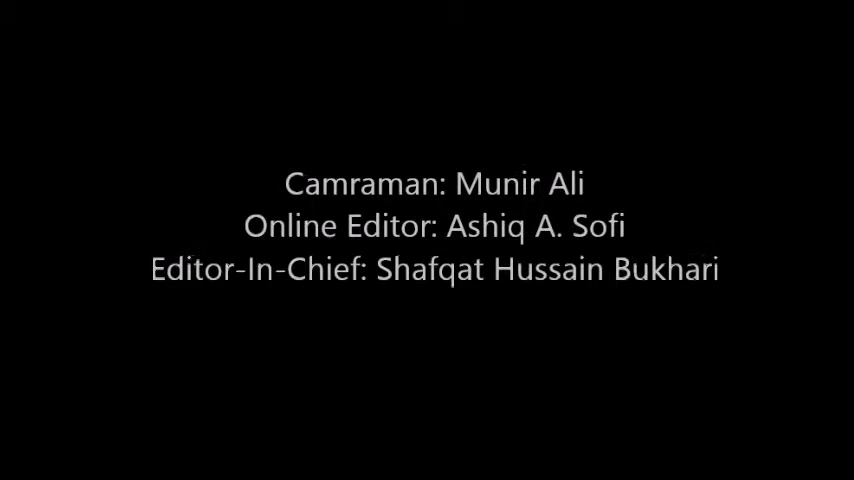 Camraman: Munir Ali
Online Editor: Ashiq A. Sofi
Editor-In-Chief: Shafqat Hussain Bukhari